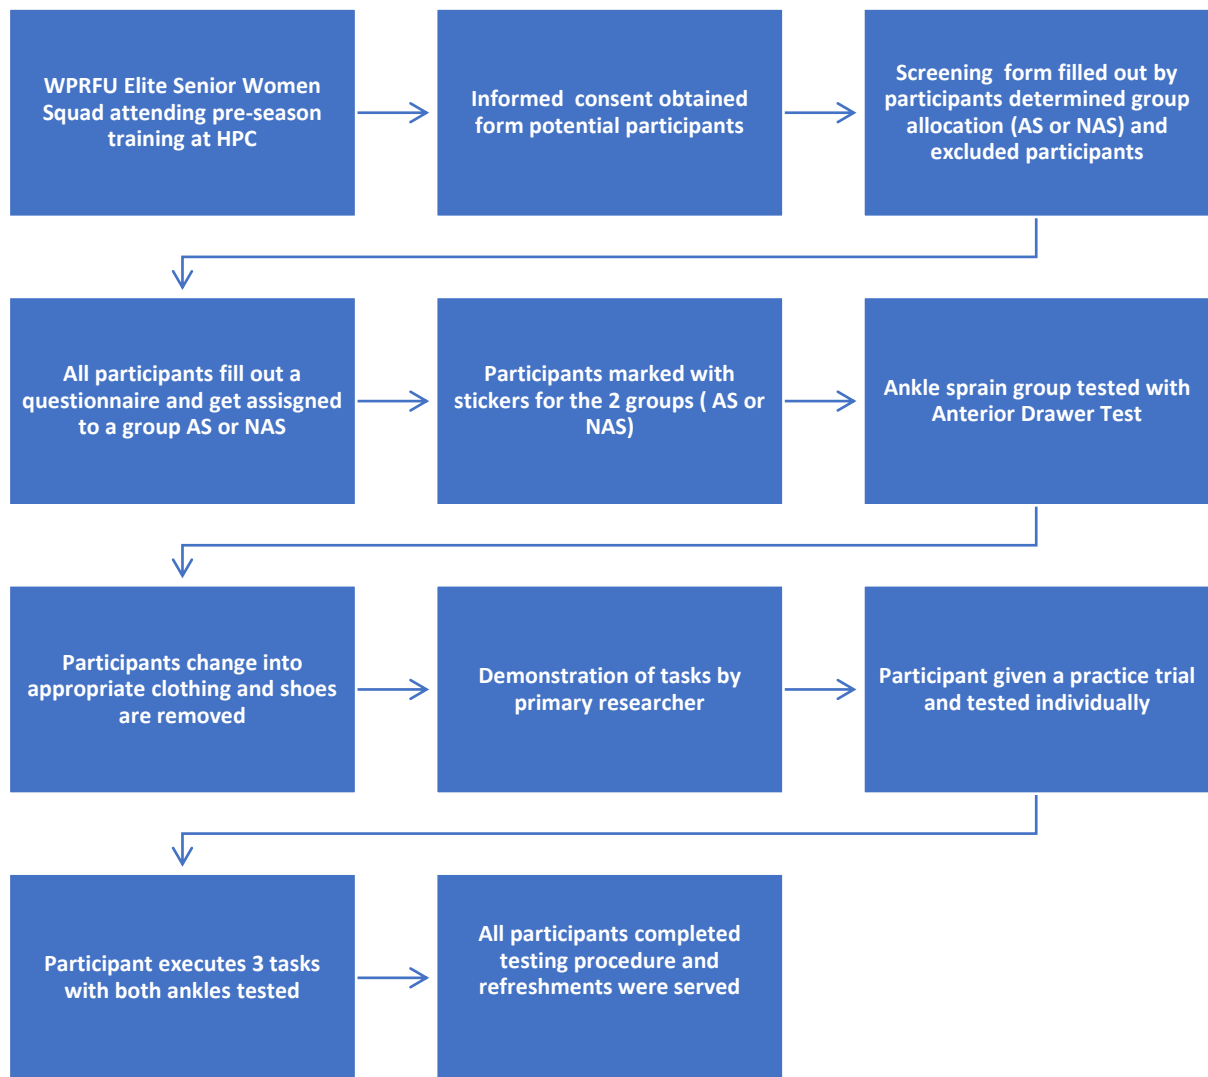 WPRFU Elite Senior Women
Squad attending pre-season
training at HPC
Informed  consent obtained
form potential participants
Screening  form filled out by
participants determined group
allocation (AS or NAS) and
excluded participants
All participants fill out a
questionnaire and get assisgned
to a group AS or NAS
Participants marked with
stickers for the 2 groups ( AS or
NAS)
Ankle sprain group tested with
Anterior Drawer Test
Participants change into
appropriate clothing and shoes
are removed
Demonstration of tasks by
primary researcher
Participant given a practice trial
and tested individually
Participant executes 3 tasks
with both ankles tested
All participants completed
testing procedure and
refreshments were served